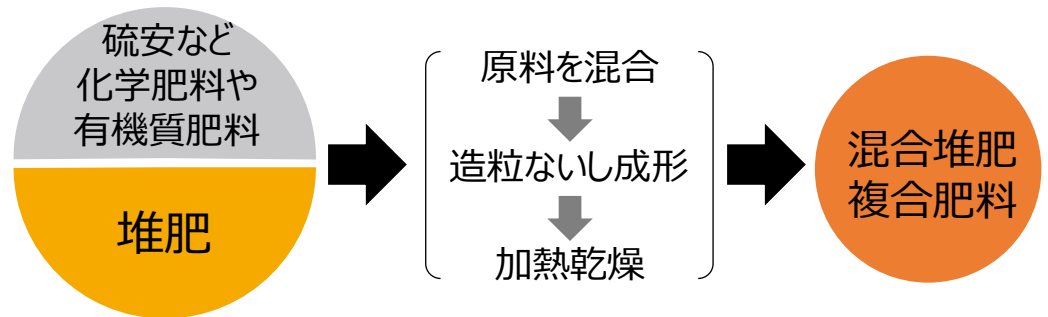 硫安など
化学肥料や
有機質肥料
堆肥
原料を混合
造粒ないし成形
加熱乾燥
混合堆肥
複合肥料